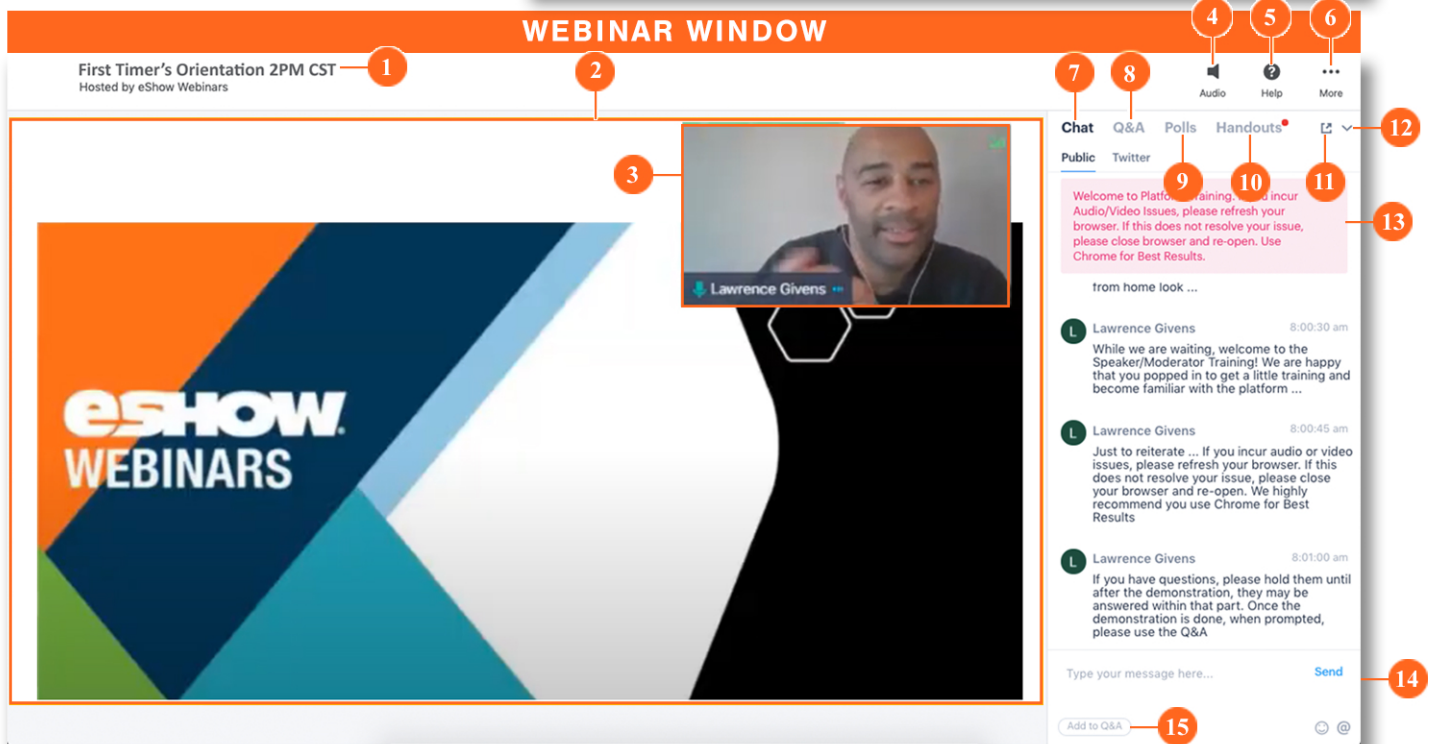 WEBINAR WINDOW
4
5
6
First Timer's Orientation 2PM CST
1
Hosted by eShow Webinars
2
7
8
Audio
Help
More
Chat
Q&A
Polls
Handouts
12
Public
Twitter
3
9
10
11
Welcome to incur
Audio/Video Issues, please refresh your
browser. If this does not resolve your issue,
please close browser and re-open. Use
Chrome for Best Results.
13
Lawrence Givens
from home look ...
L
Lawrence Givens
8:00:30 am
While we are waiting, welcome to the
Speaker/Moderator Training! We are happy
that you popped in to get a little training and
become familiar with the platform ...
eSHOW.
WEBINARS
L
Lawrence Givens
8:00:45 am
Just to reiterate ... If you incur audio or video
issues, please refresh your browser. If this
does not resolve your issue, please close
your browser and re-open. We highly
recommend you use Chrome for Best
Results
L
Lawrence Givens
8:01:00 am
If you have questions, please hold them until
after the demonstration, they may be
answered within that part. Once the
demonstration is done, when prompted,
please use the Q&A
Type your message here...
Send
14
Add to Q&A
15
@